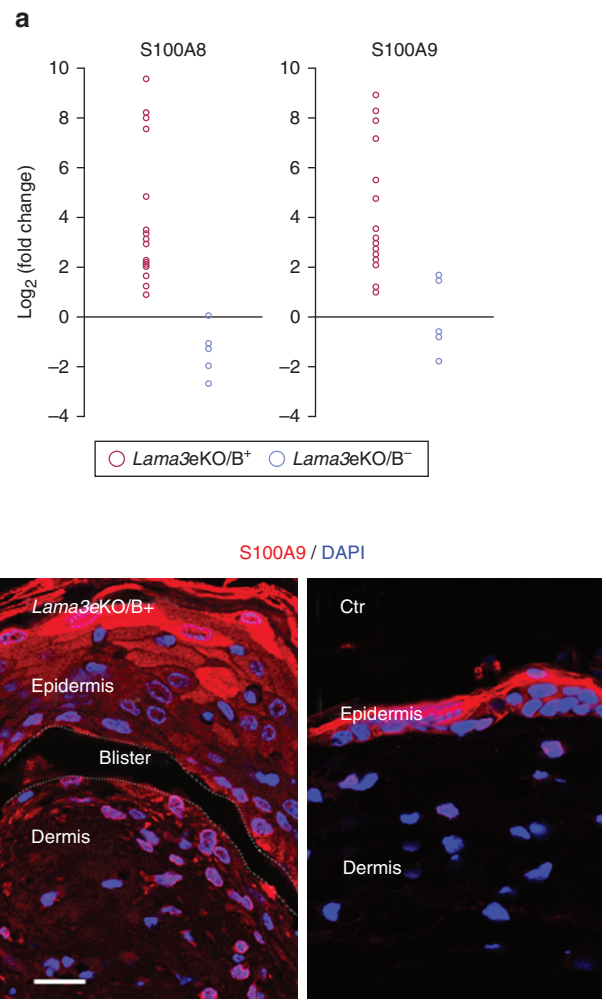 a
S100A8
S100A9
Log2 (fold change)
10
8
6
4
2
0
–2
–4
10
8
6
4
2
0
–2
–4
Lama3eKO/B+
Lama3eKO/B–
S100A9 / DAPI
Lama3eKO/B+
Epidermis
Blister
Dermis
Ctr
Epidermis
Dermis